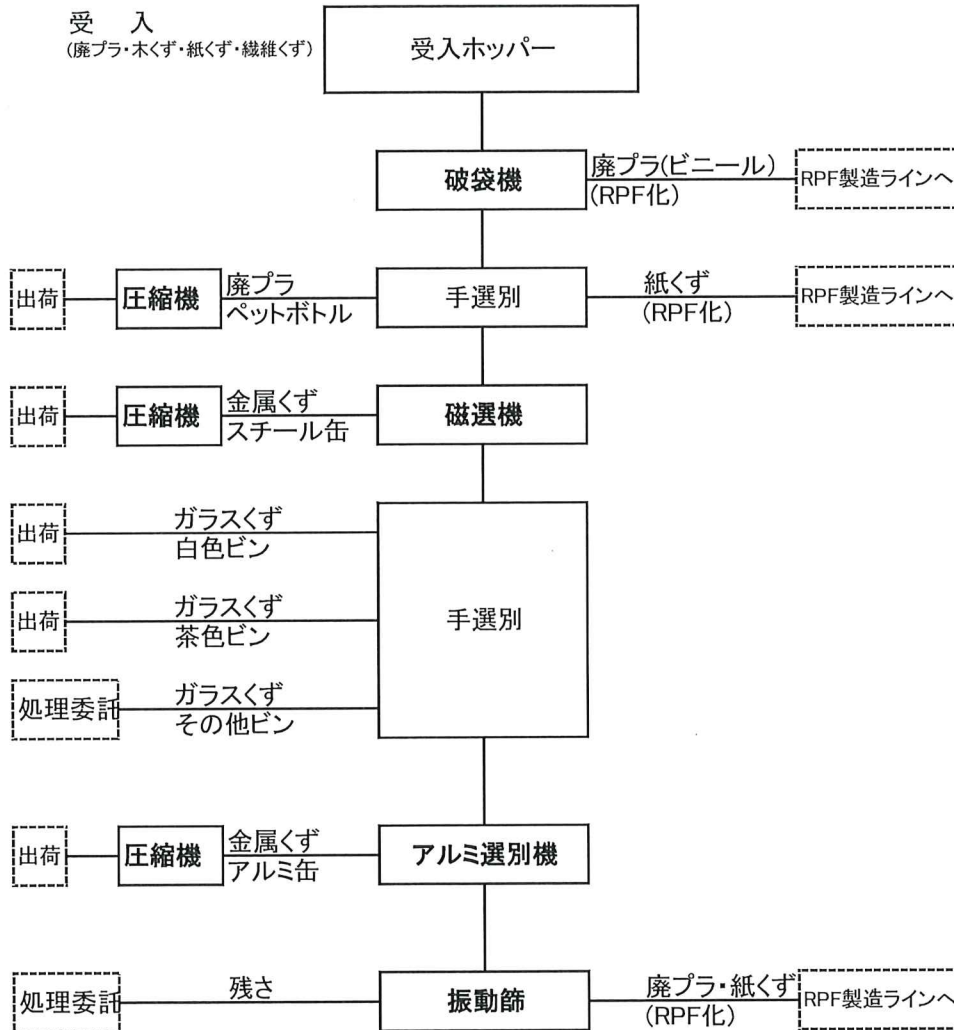 受 入
(廃プラ・木くず・紙くず・繊維くず)
受入ホッパー
破袋機
廃プラ(ビニール)
(RPF化)
RPF製造ラインへ
出荷
圧縮機
廃プラ
ペットボトル
手選別
紙くず
(RPF化)
RPF製造ラインへ
出荷
圧縮機
金属くず
スチール缶
磁選機
出荷
ガラスくず
白色ビン
出荷
ガラスくず
茶色ビン
手選別
処理委託
ガラスくず
その他ビン
出荷
圧縮機
金属くず
アルミ缶
アルミ選別機
処理委託
残さ
振動篩
廃プラ・紙くず
(RPF化)
RPF製造ラインへ